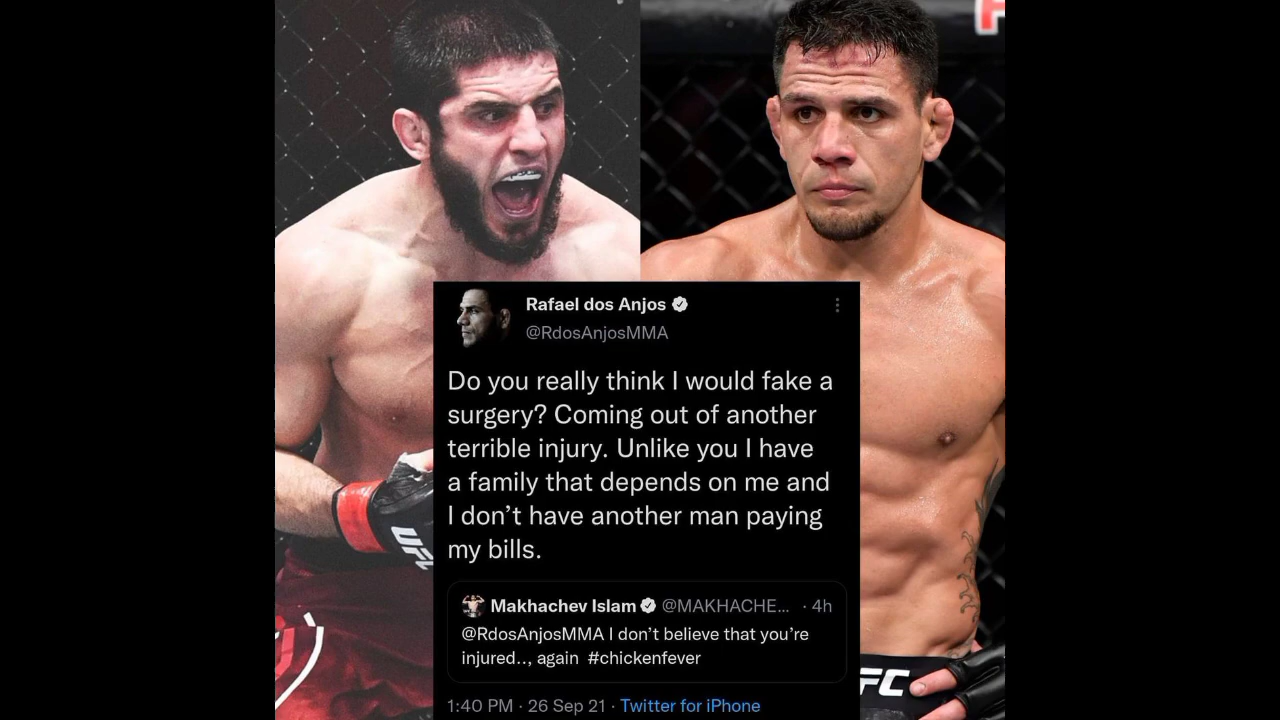 Rafael dos Anjos
@RdosAnjosMMA
Do you really think I would fake a
surgery? Coming out of another
terrible injury. Unlike you I have
a family that depends on me and
I don’t have another man paying
my bills.
Makhachev Islam @MAKHACHE... · 4h
@RdosAnjosMMA I don’t believe that you’re
injured.., again #chickenfever
1:40 PM · 26 Sep 21 · Twitter for iPhone
UFC
FC